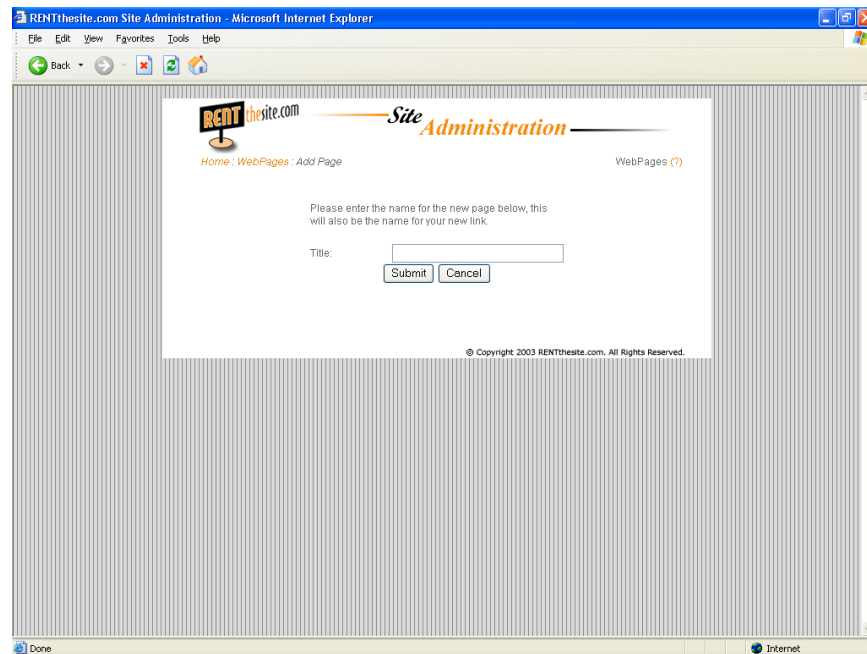 RENTthesite.com Site Administration - Microsoft Internet Explorer
File Edit View Favorites Tools Help
Back
RENT thesite.com
Site Administration
Home : WebPages : Add Page WebPages (?)
Please enter the name for the new page below, this
will also be the name for your new link.
Title:
Submit Cancel
© Copyright 2003 RENTthesite.com. All Rights Reserved.
Done Internet